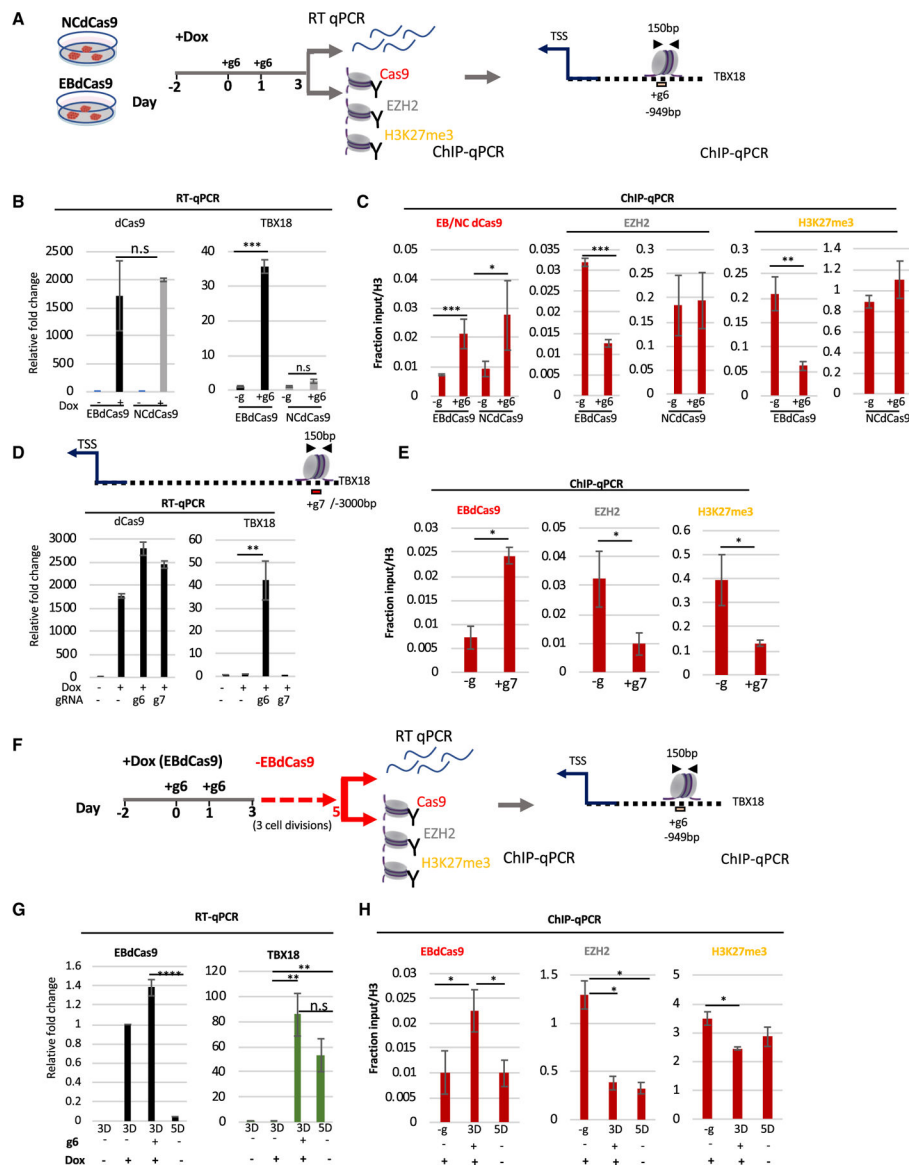 A
NCdCas9
EBdCas9
+Dox
+g6 +g6
Day -2 0 1 3
RT qPCR
Cas9
EZH2
H3K27me3
ChIP-qPCR
TSS
150bp
TBX18
+g6
-949bp
ChIP-qPCR
B
RT-qPCR
dCas9 TBX18
Relative fold change
2500
2000
1500
1000
500
0
n.s
40
30
20
10
0
***
n.s
Dox - + - +
EBdCas9 NCdCas9
-g +g6 -g +g6
EBdCas9 NCdCas9
C
ChIP-qPCR
EB/NC dCas9 EZH2 H3K27me3
Fraction input/H3
0.05
0.04
0.03
0.02
0.01
0
*** *
-g +g6 -g +g6
EBdCas9 NCdCas9
0.035
0.03
0.025
0.02
0.015
0.01
0.005
0
***
-g +g6
EBdCas9
0.3
0.25
0.2
0.15
0.1
0.05
0
-g +g6
NCdCas9
0.3
0.25
0.2
0.15
0.1
0.05
0
**
-g +g6
EBdCas9
1.4
1.2
1
0.8
0.6
0.4
0.2
0
-g +g6
NCdCas9
D
TSS
150bp
TBX18
+g7 /-3000bp
RT-qPCR
dCas9 TBX18
Relative fold change
3000
2500
2000
1500
1000
500
0
60
50
40
30
20
10
0
**
Dox - + + + - + + +
gRNA - - g6 g7 - - g6 g7
E
ChIP-qPCR
EBdCas9 EZH2 H3K27me3
Fraction input/H3
0.03
0.025
0.02
0.015
0.01
0.005
0
*
-g +g7
0.05
0.04
0.03
0.02
0.01
0
*
-g +g7
0.6
0.5
0.4
0.3
0.2
0.1
0
*
-g +g7
F
+Dox (EBdCas9) -EBdCas9
+g6 +g6
Day -2 0 1 3 5
(3 cell divisions)
RT qPCR
Cas9
EZH2
H3K27me3
ChIP-qPCR
TSS
150bp
TBX18
+g6
-949bp
ChIP-qPCR
G
RT-qPCR
EBdCas9 TBX18
Relative fold change
1.6
1.4
1.2
1
0.8
0.6
0.4
0.2
0
****
120
100
80
60
40
20
0
**
**
n.s
3D 3D 3D 5D 3D 3D 3D 5D
g6 - - + - - - + -
Dox - + + - - + + -
H
ChIP-qPCR
EBdCas9 EZH2 H3K27me3
Fraction input/H3
0.03
0.025
0.02
0.015
0.01
0.005
0
* *
1.5
1
0.5
0
*
*
5
4
3
2
1
0
*
-g 3D 5D -g 3D 5D -g 3D 5D
- + - - + - - + -
+ + - + + - + + -